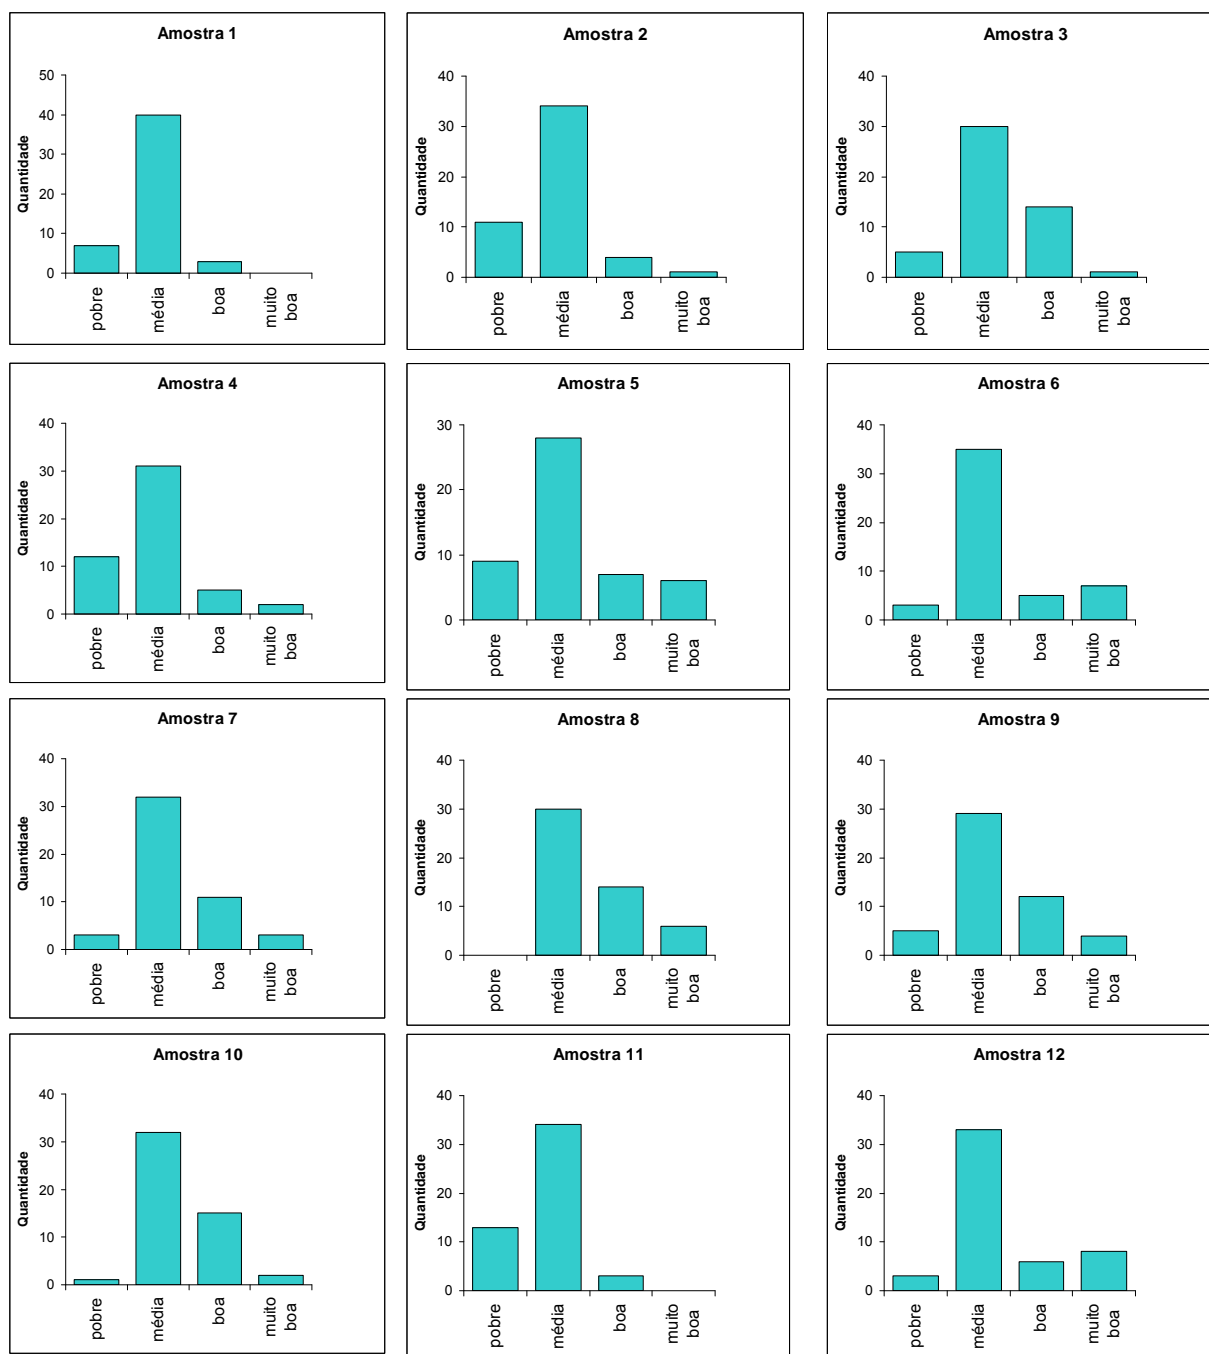 Amostra 1
50
40
30
20
10
0
Quantidade
pobre
média
boa
muito
boa
Amostra 2
40
30
20
10
0
Quantidade
pobre
média
boa
muito
boa
Amostra 3
40
30
20
10
0
Quantidade
pobre
média
boa
muito
boa
Amostra 4
40
30
20
10
0
Quantidade
pobre
média
boa
muito
boa
Amostra 5
30
20
10
0
Quantidade
pobre
média
boa
muito
boa
Amostra 6
40
30
20
10
0
Quantidade
pobre
média
boa
muito
boa
Amostra 7
40
30
20
10
0
Quantidade
pobre
média
boa
muito
boa
Amostra 8
40
30
20
10
0
Quantidade
pobre
média
boa
muito
boa
Amostra 9
40
30
20
10
0
Quantidade
pobre
média
boa
muito
boa
Amostra 10
40
30
20
10
0
Quantidade
pobre
média
boa
muito
boa
Amostra 11
40
30
20
10
0
Quantidade
pobre
média
boa
muito
boa
Amostra 12
40
30
20
10
0
Quantidade
pobre
média
boa
muito
boa